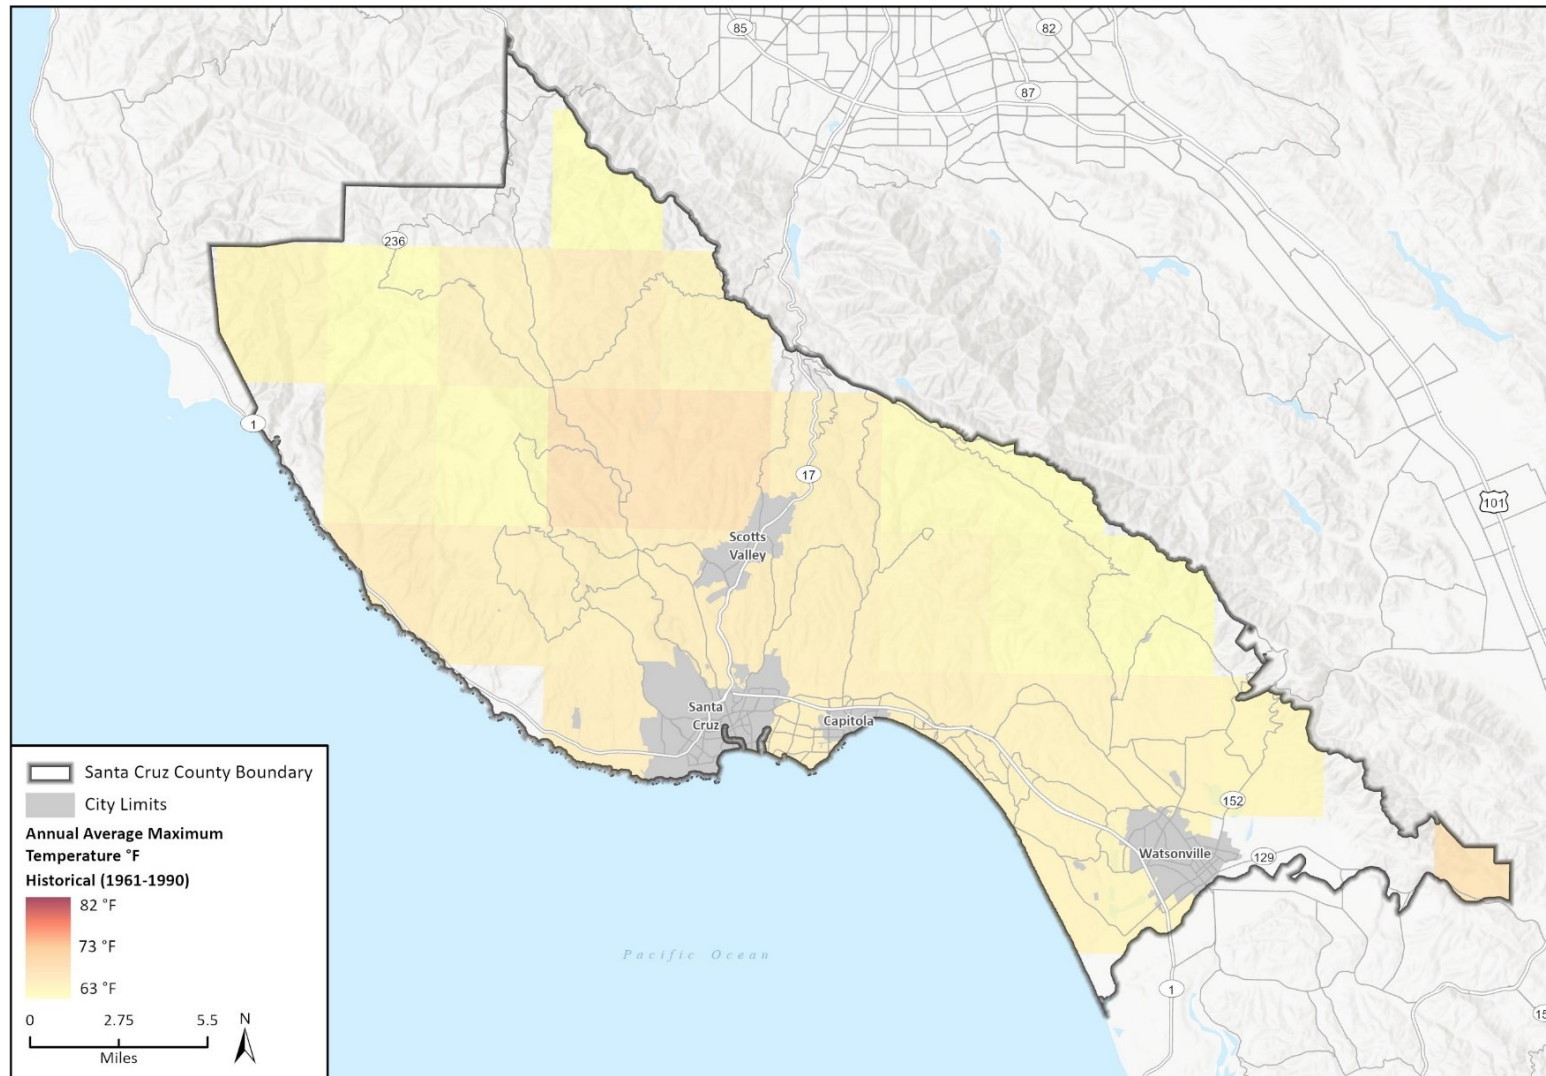 85
82
87
236
1
17
101
Scotts
Valley
Santa
Cruz
Capitola
152
Watsonville
129
Pacific Ocean
1
Santa Cruz County Boundary
City Limits
Annual Average Maximum
Temperature °F
Historical (1961-1990)
82 °F
73 °F
63 °F
0 2.75 5.5 N
Miles